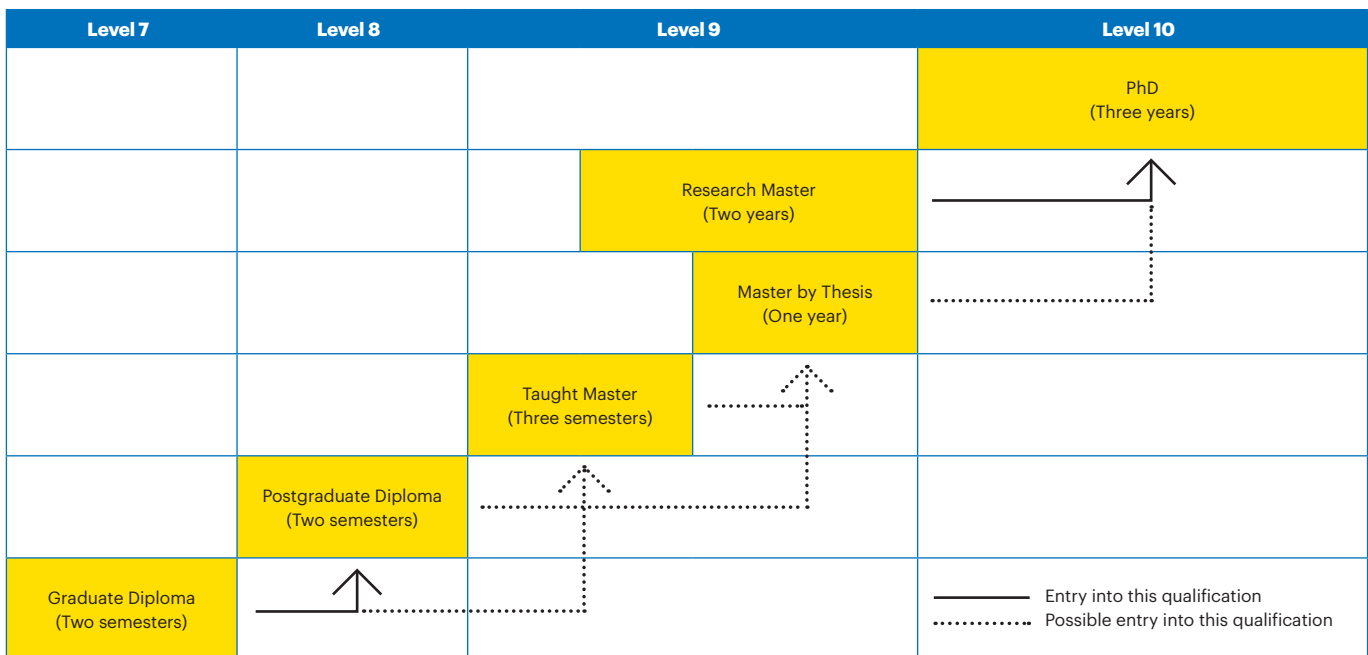 Level 7
Level 8
Level 9
Level 10
PhD
(Three years)
Research Master
(Two years)
Master by Thesis
(One year)
Taught Master
(Three semesters)
Postgraduate Diploma
(Two semesters)
Graduate Diploma
(Two semesters)
Entry into this qualification
Possible entry into this qualification